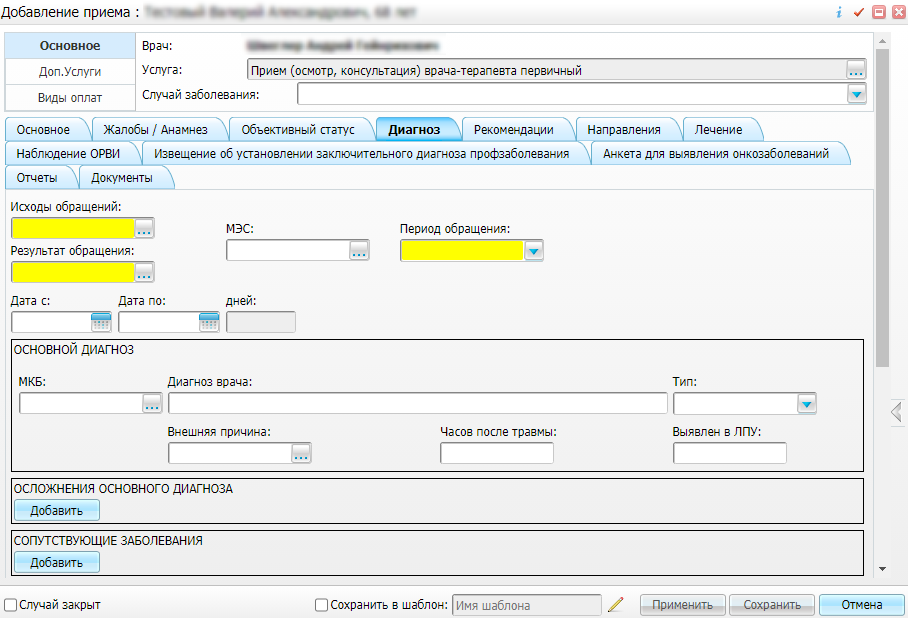 Добавление приема :
Основное
Доп.Услуги
Виды оплат
Врач:
Услуга: Прием (осмотр, консультация) врача-терапевта первичный ...
Случай заболевания:
Основное Жалобы / Анамнез Объективный статус Диагноз Рекомендации Направления Лечение
Наблюдение ОРВИ Извещение об установлении заключительного диагноза профзаболевания Анкета для выявления онкозаболеваний
Отчеты Документы
Исходы обращений:
...
МЭС: Период обращения:
...
Результат обращения:
...
Дата с: Дата по: дней:
ОСНОВНОЙ ДИАГНОЗ
МКБ: Диагноз врача: Тип:
...
Внешняя причина: Часов после травмы: Выявлен в ЛПУ:
...
ОСЛОЖНЕНИЯ ОСНОВНОГО ДИАГНОЗА
Добавить
СОПУТСТВУЮЩИЕ ЗАБОЛЕВАНИЯ
Добавить
Случай закрыт Сохранить в шаблон: Имя шаблона Применить Сохранить Отмена